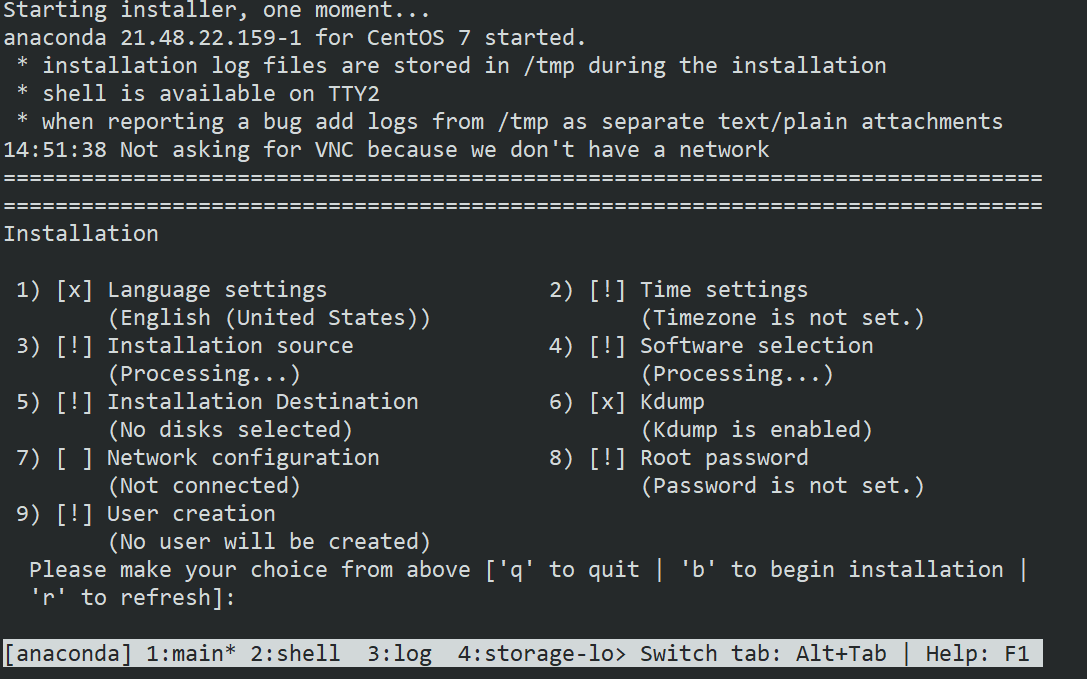 Starting installer, one moment...
anaconda 21.48.22.159-1 for CentOS 7 started.
 * installation log files are stored in /tmp during the installation
 * shell is available on TTY2
 * when reporting a bug add logs from /tmp as separate text/plain attachments
14:51:38 Not asking for VNC because we don't have a network
================================================================================
================================================================================
Installation

 1) [x] Language settings                 2) [!] Time settings
        (English (United States))                (Timezone is not set.)
 3) [!] Installation source               4) [!] Software selection
        (Processing...)                          (Processing...)
 5) [!] Installation Destination          6) [x] Kdump
        (No disks selected)                      (Kdump is enabled)
 7) [ ] Network configuration             8) [!] Root password
        (Not connected)                          (Password is not set.)
 9) [!] User creation
        (No user will be created)
  Please make your choice from above ['q' to quit | 'b' to begin installation |
  'r' to refresh]:

[anaconda] 1:main* 2:shell  3:log  4:storage-lo> Switch tab: Alt+Tab | Help: F1